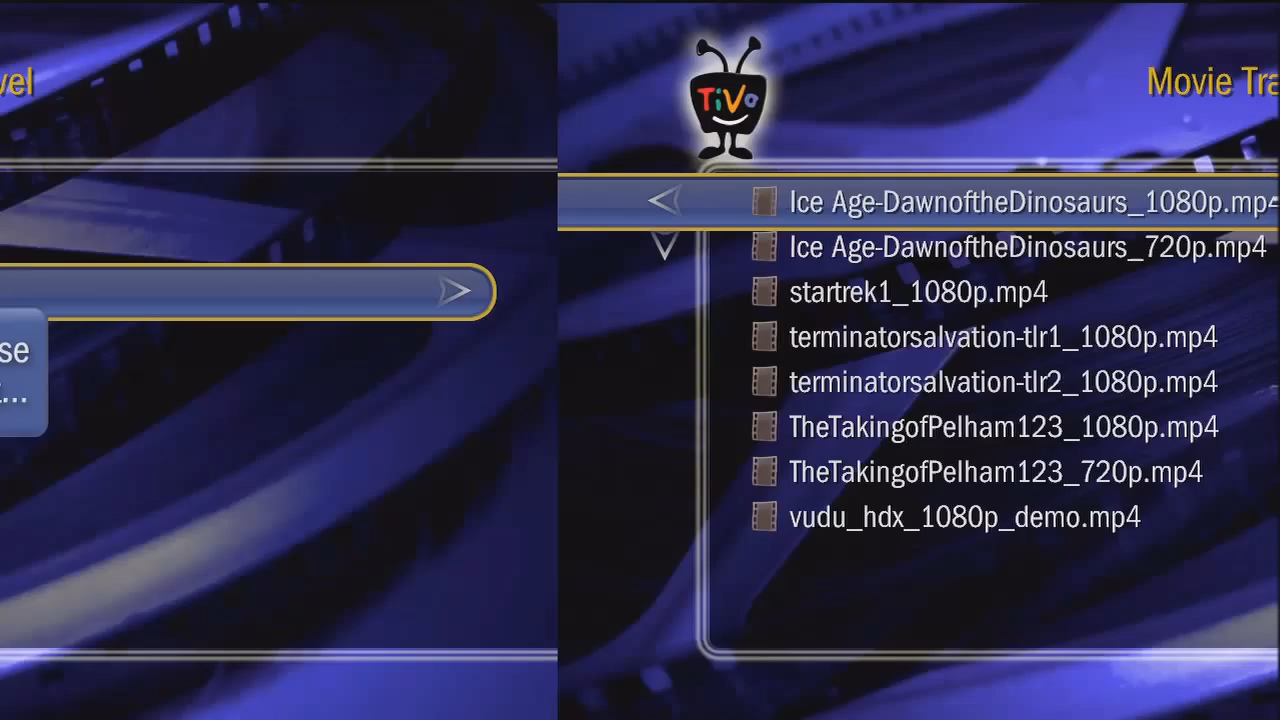 vel
se
...
TiVo
Movie Tra
Ice Age-DawnoftheDinosaurs_1080p.mp4
Ice Age-DawnoftheDinosaurs_720p.mp4
startrek1_1080p.mp4
terminatorsalvation-tlr1_1080p.mp4
terminatorsalvation-tlr2_1080p.mp4
TheTakingofPelham123_1080p.mp4
TheTakingofPelham123_720p.mp4
vudu_hdx_1080p_demo.mp4